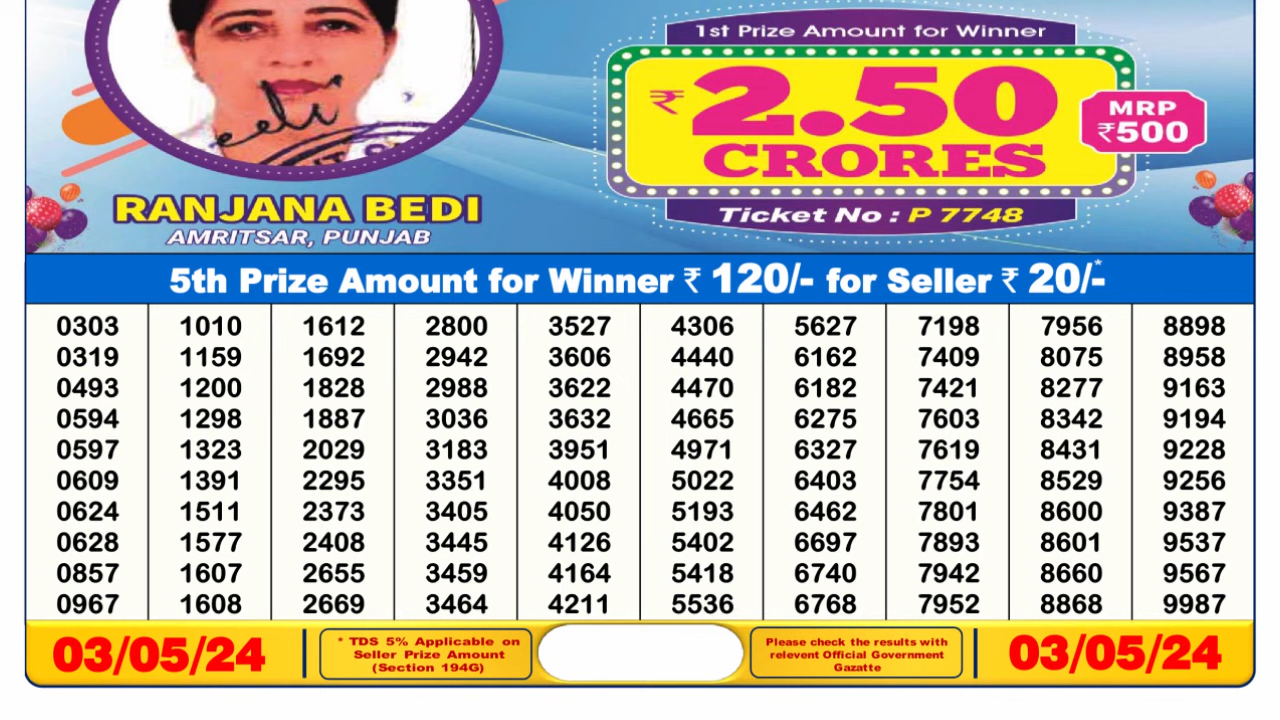 1st Prize Amount for Winner
₹ 2.50
CRORES
MRP
₹500
Ticket No : P 7748
RANJANA BEDI
AMRITSAR, PUNJAB
5th Prize Amount for Winner ₹ 120/- for Seller ₹ 20/-*
0303 1010 1612 2800 3527 4306 5627 7198 7956 8898
0319 1159 1692 2942 3606 4440 6162 7409 8075 8958
0493 1200 1828 2988 3622 4470 6182 7421 8277 9163
0594 1298 1887 3036 3632 4665 6275 7603 8342 9194
0597 1323 2029 3183 3951 4971 6327 7619 8431 9228
0609 1391 2295 3351 4008 5022 6403 7754 8529 9256
0624 1511 2373 3405 4050 5193 6462 7801 8600 9387
0628 1577 2408 3445 4126 5402 6697 7893 8601 9537
0857 1607 2655 3459 4164 5418 6740 7942 8660 9567
0967 1608 2669 3464 4211 5536 6768 7952 8868 9987
03/05/24
* TDS 5% Applicable on
Seller Prize Amount
(Section 194G)
Please check the results with
relevent Official Government
Gazatte
03/05/24